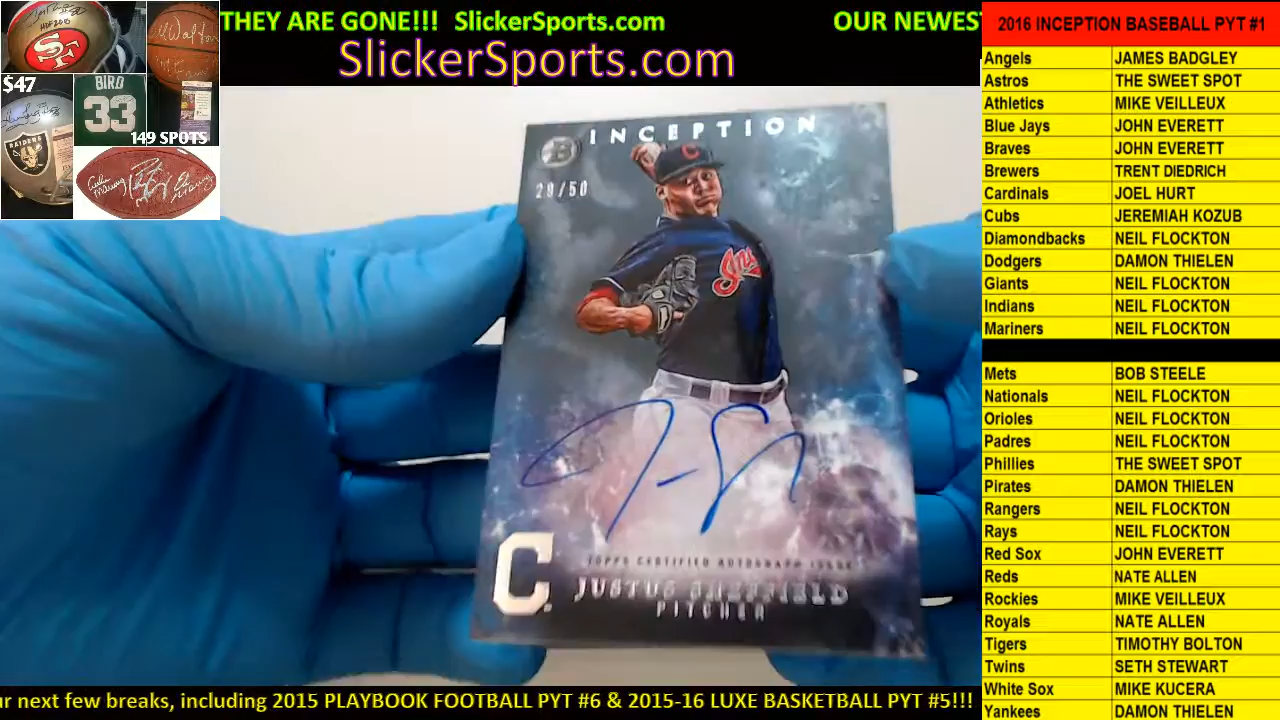 THEY ARE GONE!!! SlickerSports.com OUR NEWES
SlickerSports.com
$47
BIRD
33
149 SPOTS
RAIDERS
SF
INCEPTION
B
29/50
C
TOPPS CERTIFIED AUTOGRAPH ISSUE
JUSTUS SHEFFIELD
PITCHER
C
2016 INCEPTION BASEBALL PYT #1
Angels JAMES BADGLEY
Astros THE SWEET SPOT
Athletics MIKE VEILLEUX
Blue Jays JOHN EVERETT
Braves JOHN EVERETT
Brewers TRENT DIEDRICH
Cardinals JOEL HURT
Cubs JEREMIAH KOZUB
Diamondbacks NEIL FLOCKTON
Dodgers DAMON THIELEN
Giants NEIL FLOCKTON
Indians NEIL FLOCKTON
Mariners NEIL FLOCKTON
Mets BOB STEELE
Nationals NEIL FLOCKTON
Orioles NEIL FLOCKTON
Padres NEIL FLOCKTON
Phillies THE SWEET SPOT
Pirates DAMON THIELEN
Rangers NEIL FLOCKTON
Rays NEIL FLOCKTON
Red Sox JOHN EVERETT
Reds NATE ALLEN
Rockies MIKE VEILLEUX
Royals NATE ALLEN
Tigers TIMOTHY BOLTON
Twins SETH STEWART
White Sox MIKE KUCERA
Yankees DAMON THIELEN
ur next few breaks, including 2015 PLAYBOOK FOOTBALL PYT #6 & 2015-16 LUXE BASKETBALL PYT #5!!!